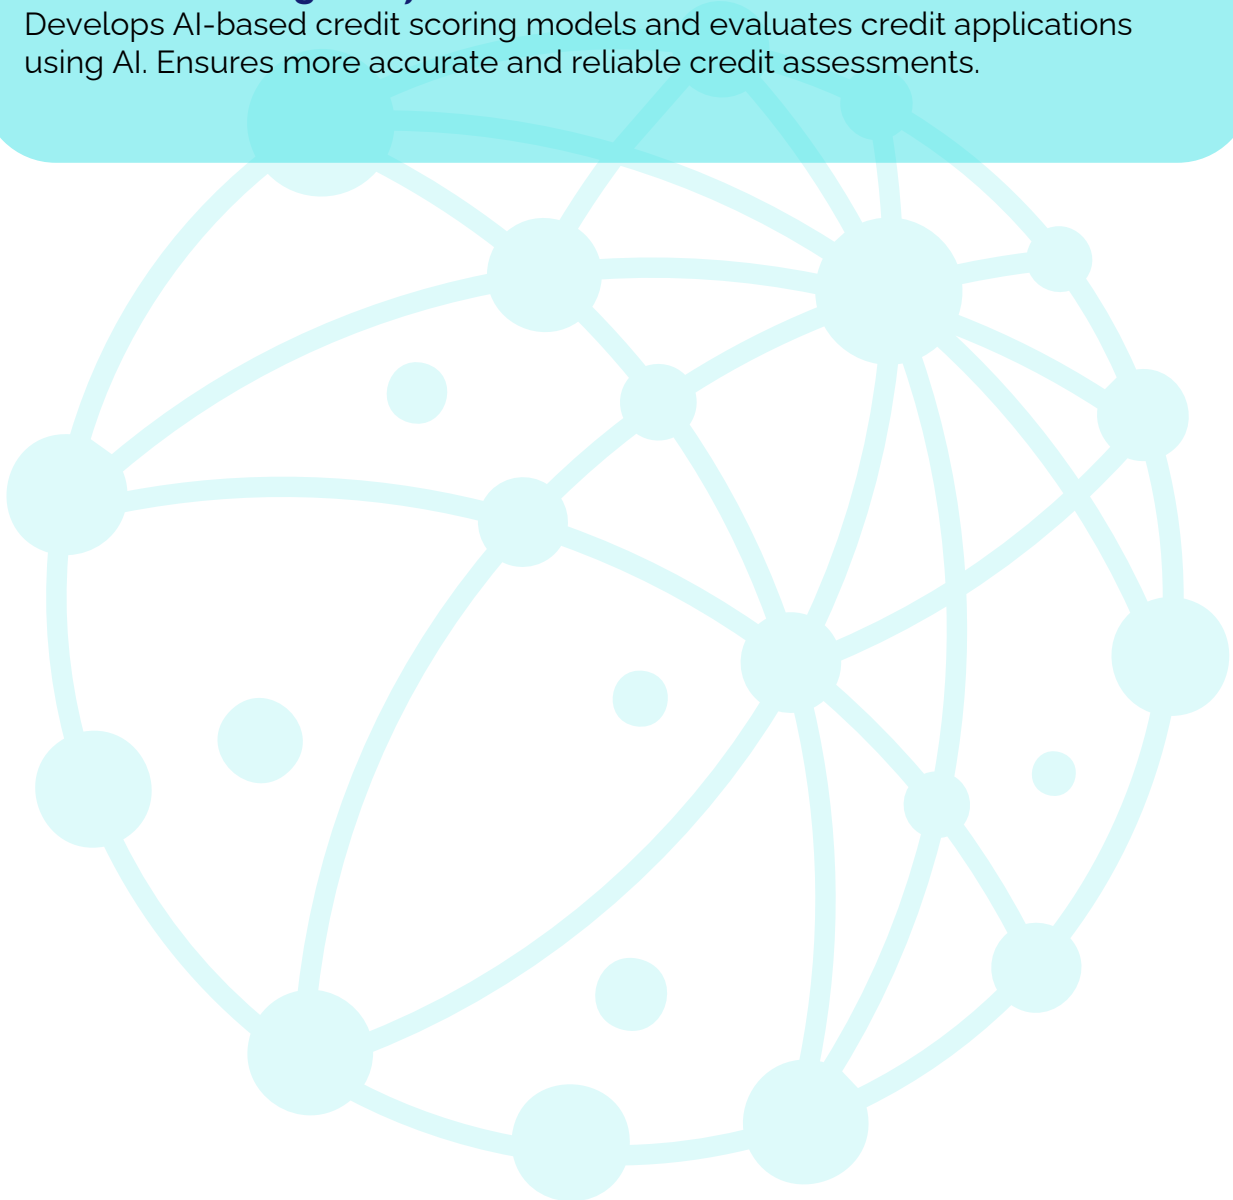 Develops AI-based credit scoring models and evaluates credit applications
using AI. Ensures more accurate and reliable credit assessments.